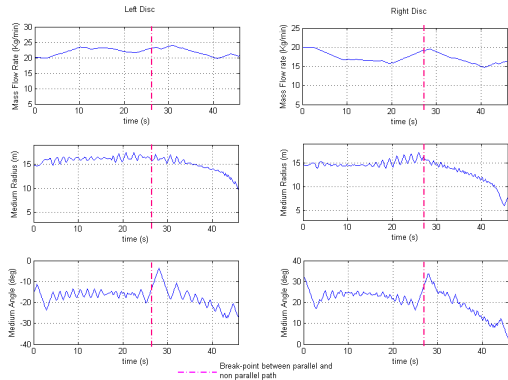 Left Disc
Right Disc
Mass Flow rate (Kg/min)
30
25
20
15
10
5
0 10 20 30 40
time (s)
Mass Flow rate (Kg/min)
25
20
15
10
5
0 10 20 30 40
time (s)
Medium Radius (m)
15
10
5
0 10 20 30 40
time (s)
Medium Radius (m)
15
10
5
0 10 20 30 40
time (s)
Medium Angle (deg)
0
-10
-20
-30
-40
0 10 20 30 40
time (s)
Medium Angle (deg)
40
30
20
10
0
0 10 20 30 40
time (s)
Break-point between parallel and
non parallel path